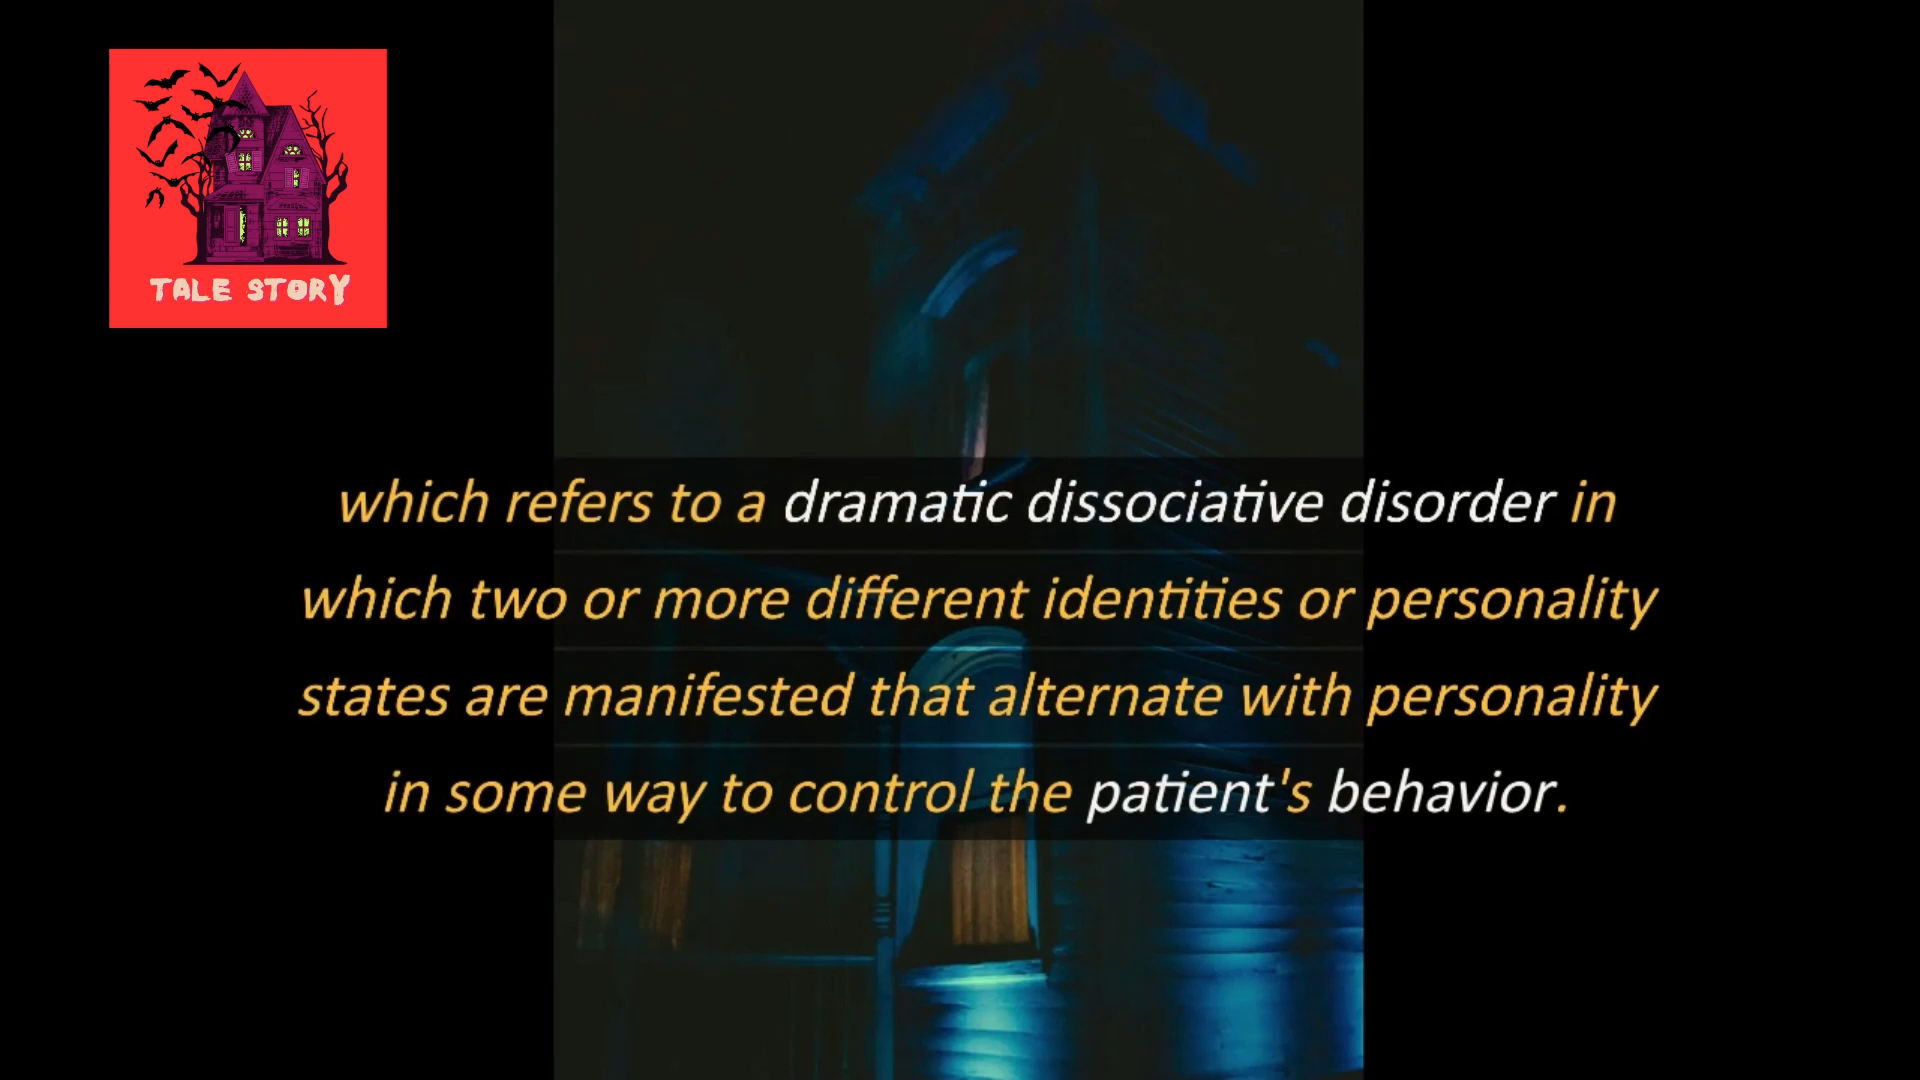 TALE STORY
which refers to a dramatic dissociative disorder in
which two or more different identities or personality
states are manifested that alternate with personality
in some way to control the patient's behavior.